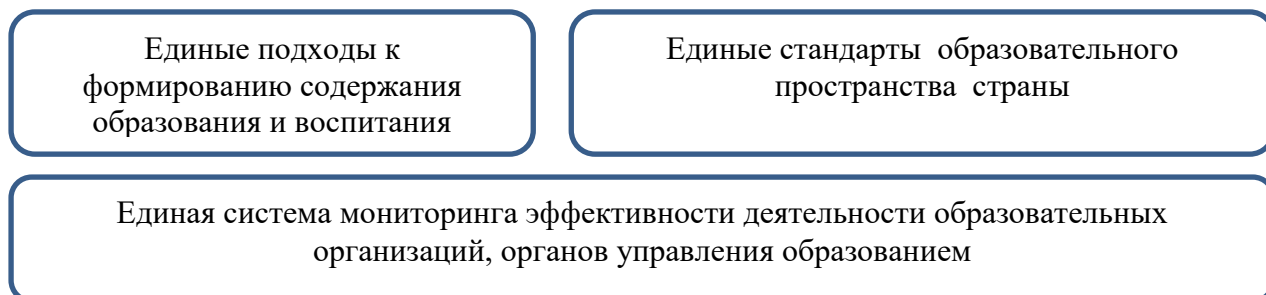 Единые подходы к
формированию содержания
образования и воспитания
Единые стандарты образовательного
пространства страны
Единая система мониторинга эффективности деятельности образовательных
организаций, органов управления образованием